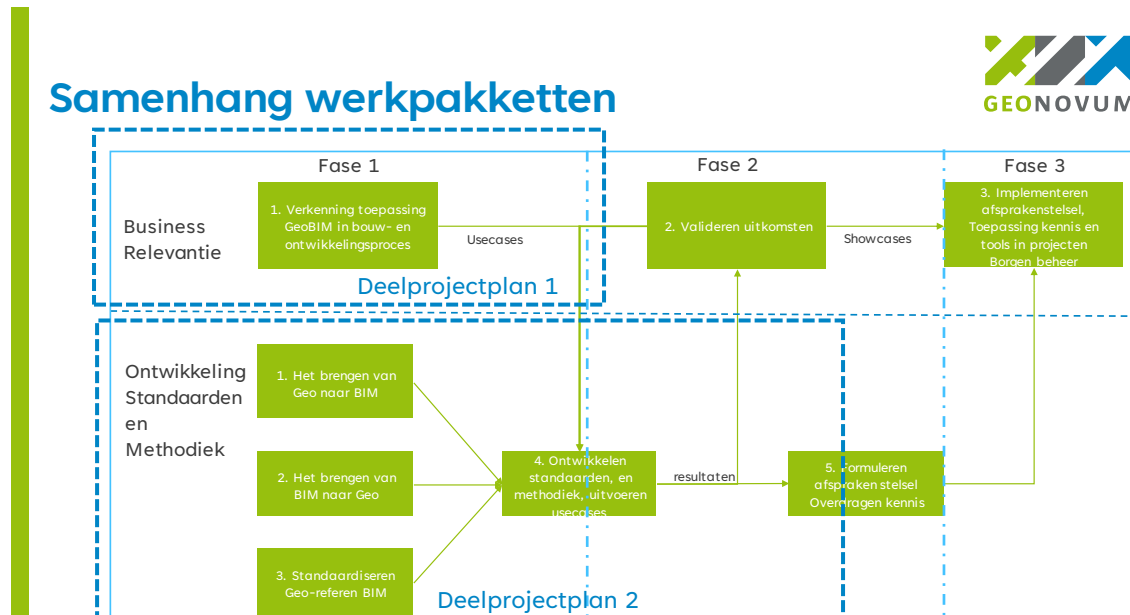 GEONOVUM
Samenhang werkpakketten
Fase 1
Fase 2
Fase 3
Business
Relevantie
1. Verkenning toepassing
GeoBIM in bouw- en
ontwikkelingsproces
Usecases
2. Valideren uitkomsten
Showcases
3. Implementeren
afsprakenstelsel,
Toepassing kennis en
tools in projecten
Borgen beheer
Deelprojectplan 1
Ontwikkeling
Standaarden
en
Methodiek
1. Het brengen van
Geo naar BIM
2. Het brengen van
BIM naar Geo
3. Standaardiseren
Geo-referen BIM
4. Ontwikkelen
standaarden, en
methodiek, uitvoeren
usecases
resultaten
5. Formuleren
afspraken stelsel
Overdragen kennis
Deelprojectplan 2